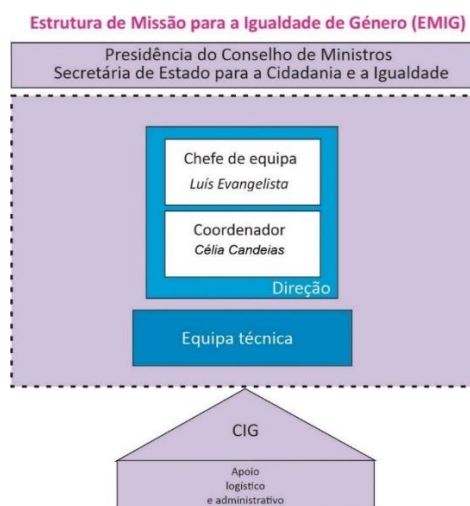 Estrutura de Missão para a Igualdade de Género (EMIG)
Presidência do Conselho de Ministros
Secretária de Estado para a Cidadania e a Igualdade
Chefe de equipa
Luís Evangelista
Coordenador
Célia Candeias
Direção
Equipa técnica
CIG
Apoio
logístico
e administrativo